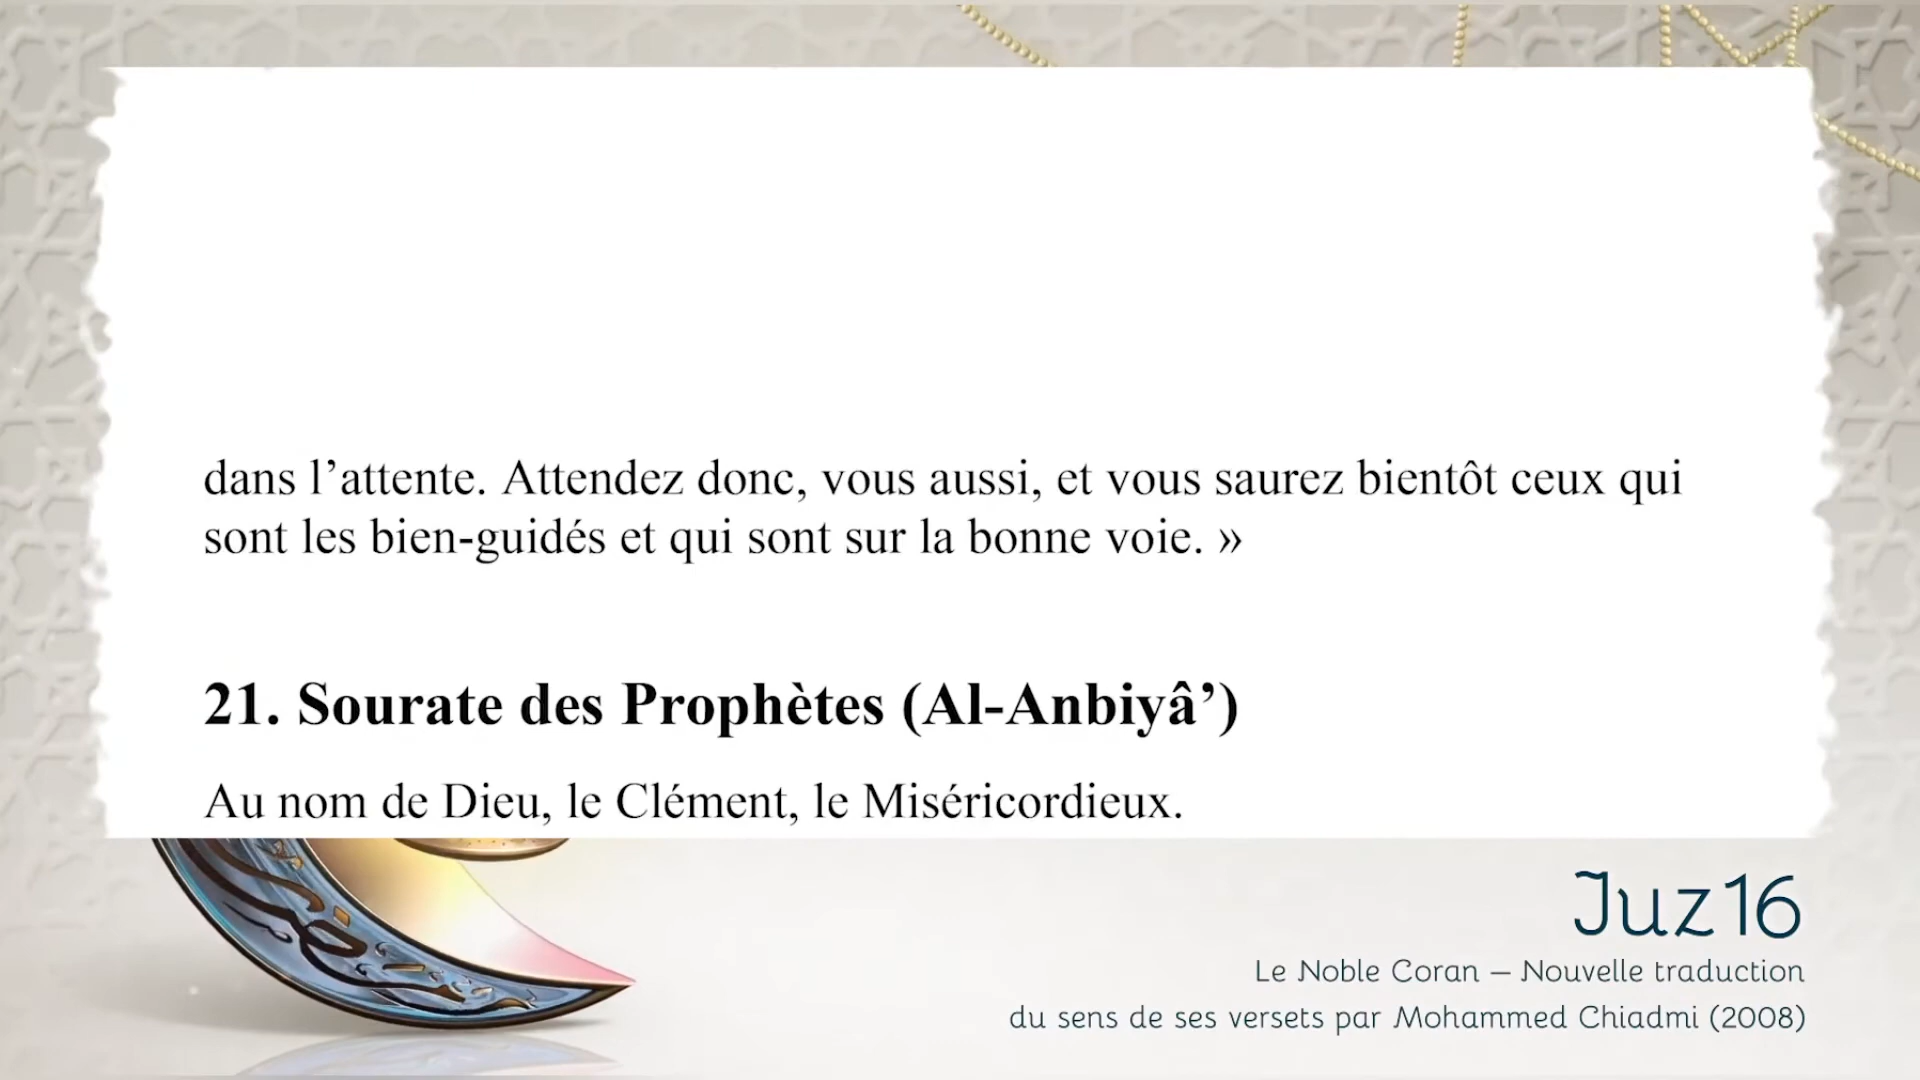 dans l’attente. Attendez donc, vous aussi, et vous saurez bientôt ceux qui
sont les bien-guidés et qui sont sur la bonne voie. »
21. Sourate des Prophètes (Al-Anbiyâ’)
Au nom de Dieu, le Clément, le Miséricordieux.
Juz 16
Le Noble Coran – Nouvelle traduction
du sens de ses versets par Mohammed Chiadmi (2008)